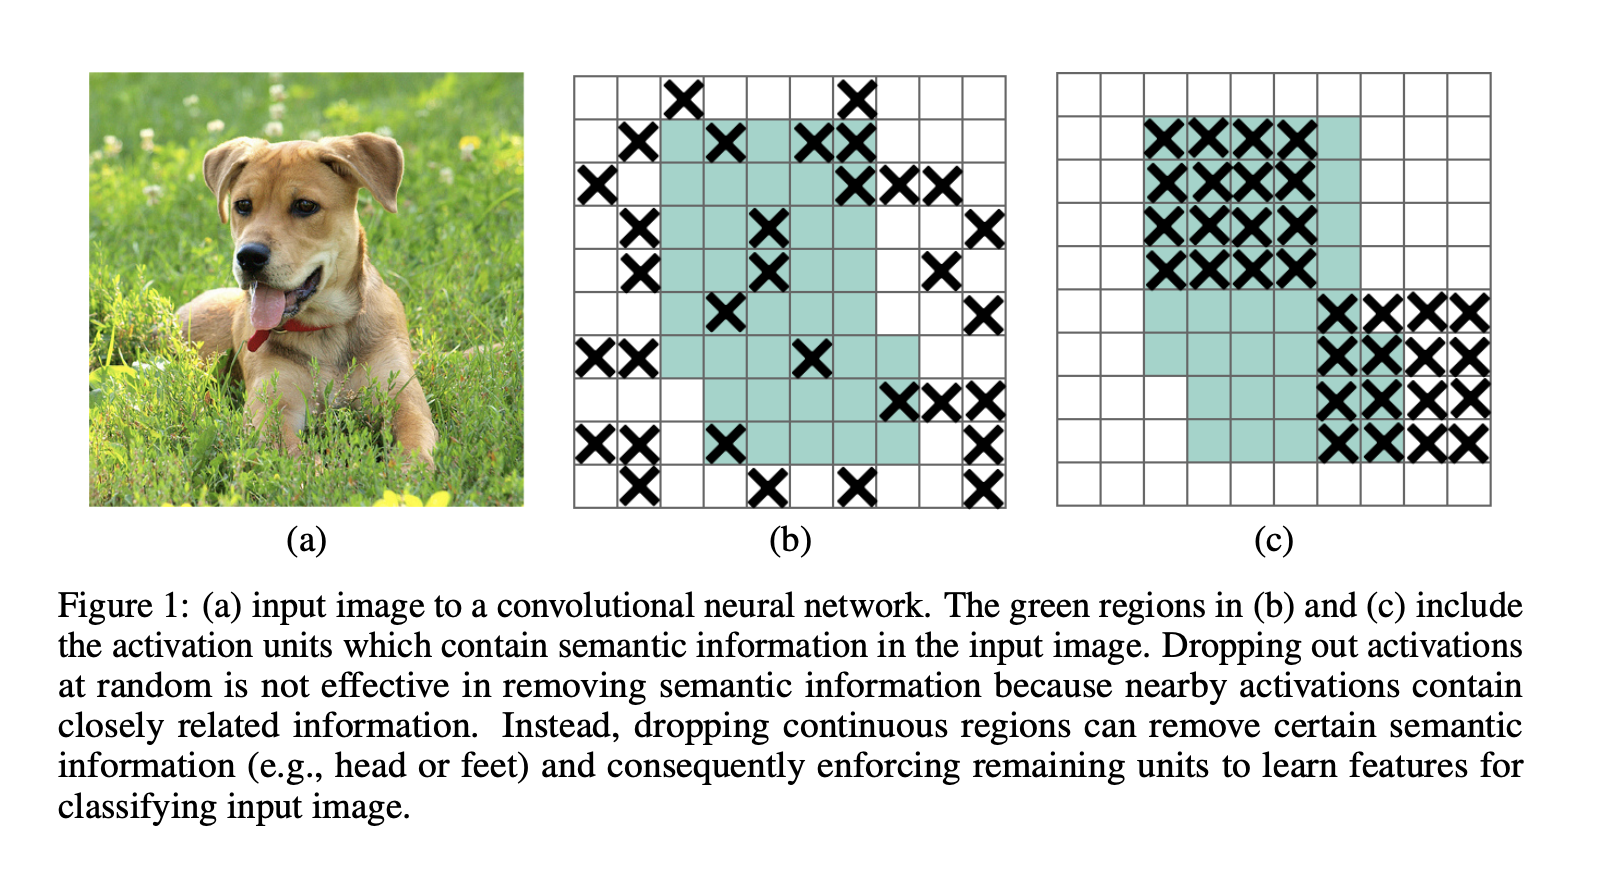 (a)
(b)
(c)
Figure 1: (a) input image to a convolutional neural network. The green regions in (b) and (c) include
the activation units which contain semantic information in the input image. Dropping out activations
at random is not effective in removing semantic information because nearby activations contain
closely related information. Instead, dropping continuous regions can remove certain semantic
information (e.g., head or feet) and consequently enforcing remaining units to learn features for
classifying input image.